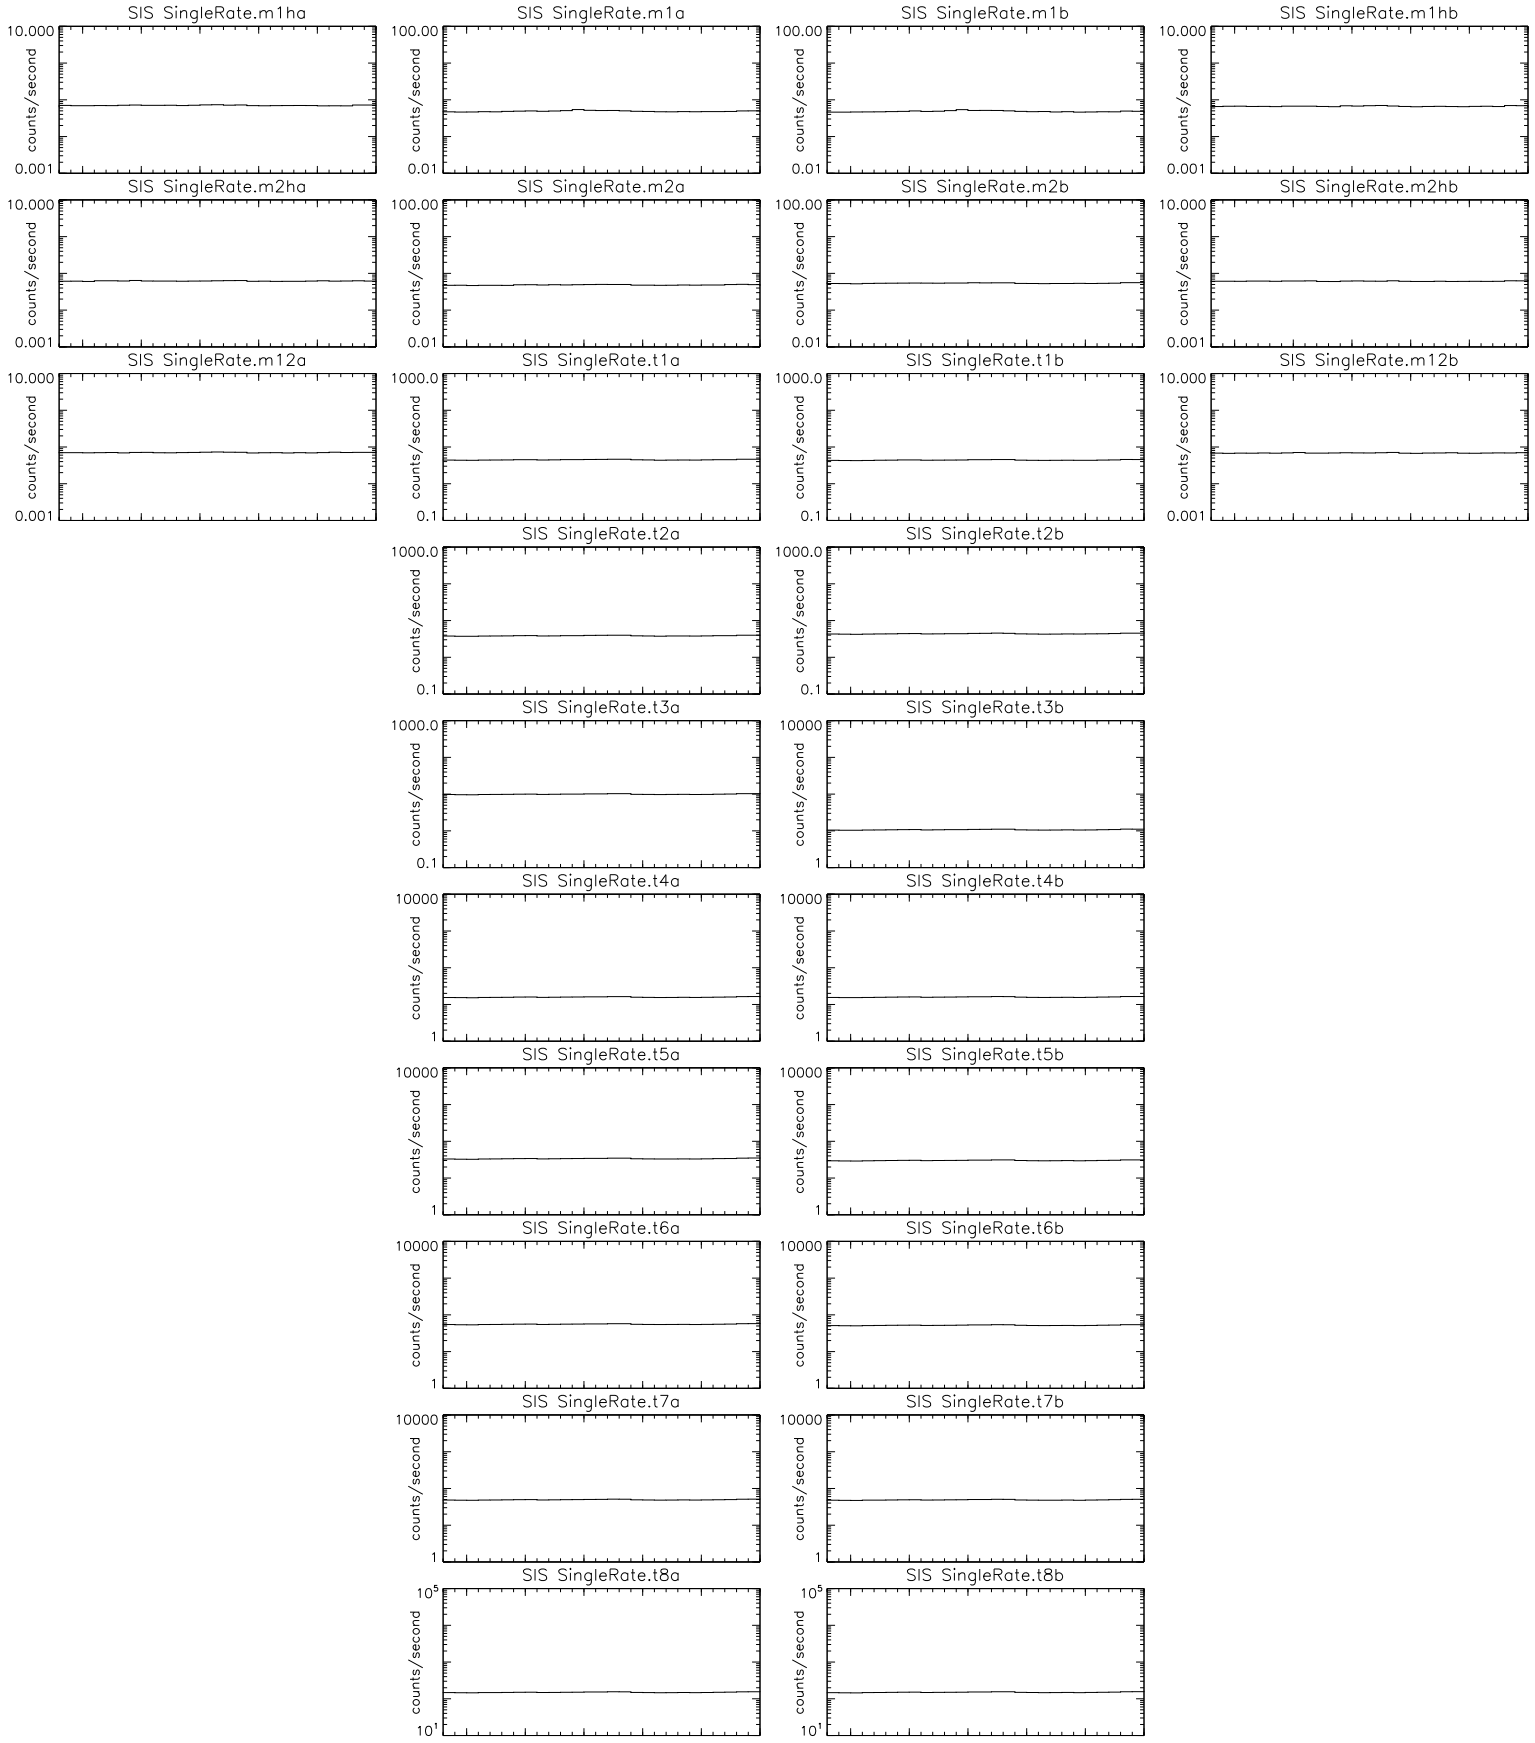 SIS SingleRate.m1ha
10.000
counts/second
0.001
SIS SingleRate.m1a
100.00
counts/second
0.01
SIS SingleRate.m1b
100.00
counts/second
0.01
SIS SingleRate.m1hb
10.000
counts/second
0.001
SIS SingleRate.m2ha
10.000
counts/second
0.001
SIS SingleRate.m2a
100.00
counts/second
0.01
SIS SingleRate.m2b
100.00
counts/second
0.01
SIS SingleRate.m2hb
10.000
counts/second
0.001
SIS SingleRate.m12a
10.000
counts/second
0.001
SIS SingleRate.t1a
1000.0
counts/second
0.1
SIS SingleRate.t1b
1000.0
counts/second
0.1
SIS SingleRate.m12b
10.000
counts/second
0.001
SIS SingleRate.t2a
1000.0
counts/second
0.1
SIS SingleRate.t2b
1000.0
counts/second
0.1
SIS SingleRate.t3a
1000.0
counts/second
0.1
SIS SingleRate.t3b
10000
counts/second
1
SIS SingleRate.t4a
10000
counts/second
1
SIS SingleRate.t4b
10000
counts/second
1
SIS SingleRate.t5a
10000
counts/second
1
SIS SingleRate.t5b
10000
counts/second
1
SIS SingleRate.t6a
10000
counts/second
1
SIS SingleRate.t6b
10000
counts/second
1
SIS SingleRate.t7a
10000
counts/second
1
SIS SingleRate.t7b
10000
counts/second
1
SIS SingleRate.t8a
10⁵
counts/second
10¹
SIS SingleRate.t8b
10⁵
counts/second
10¹